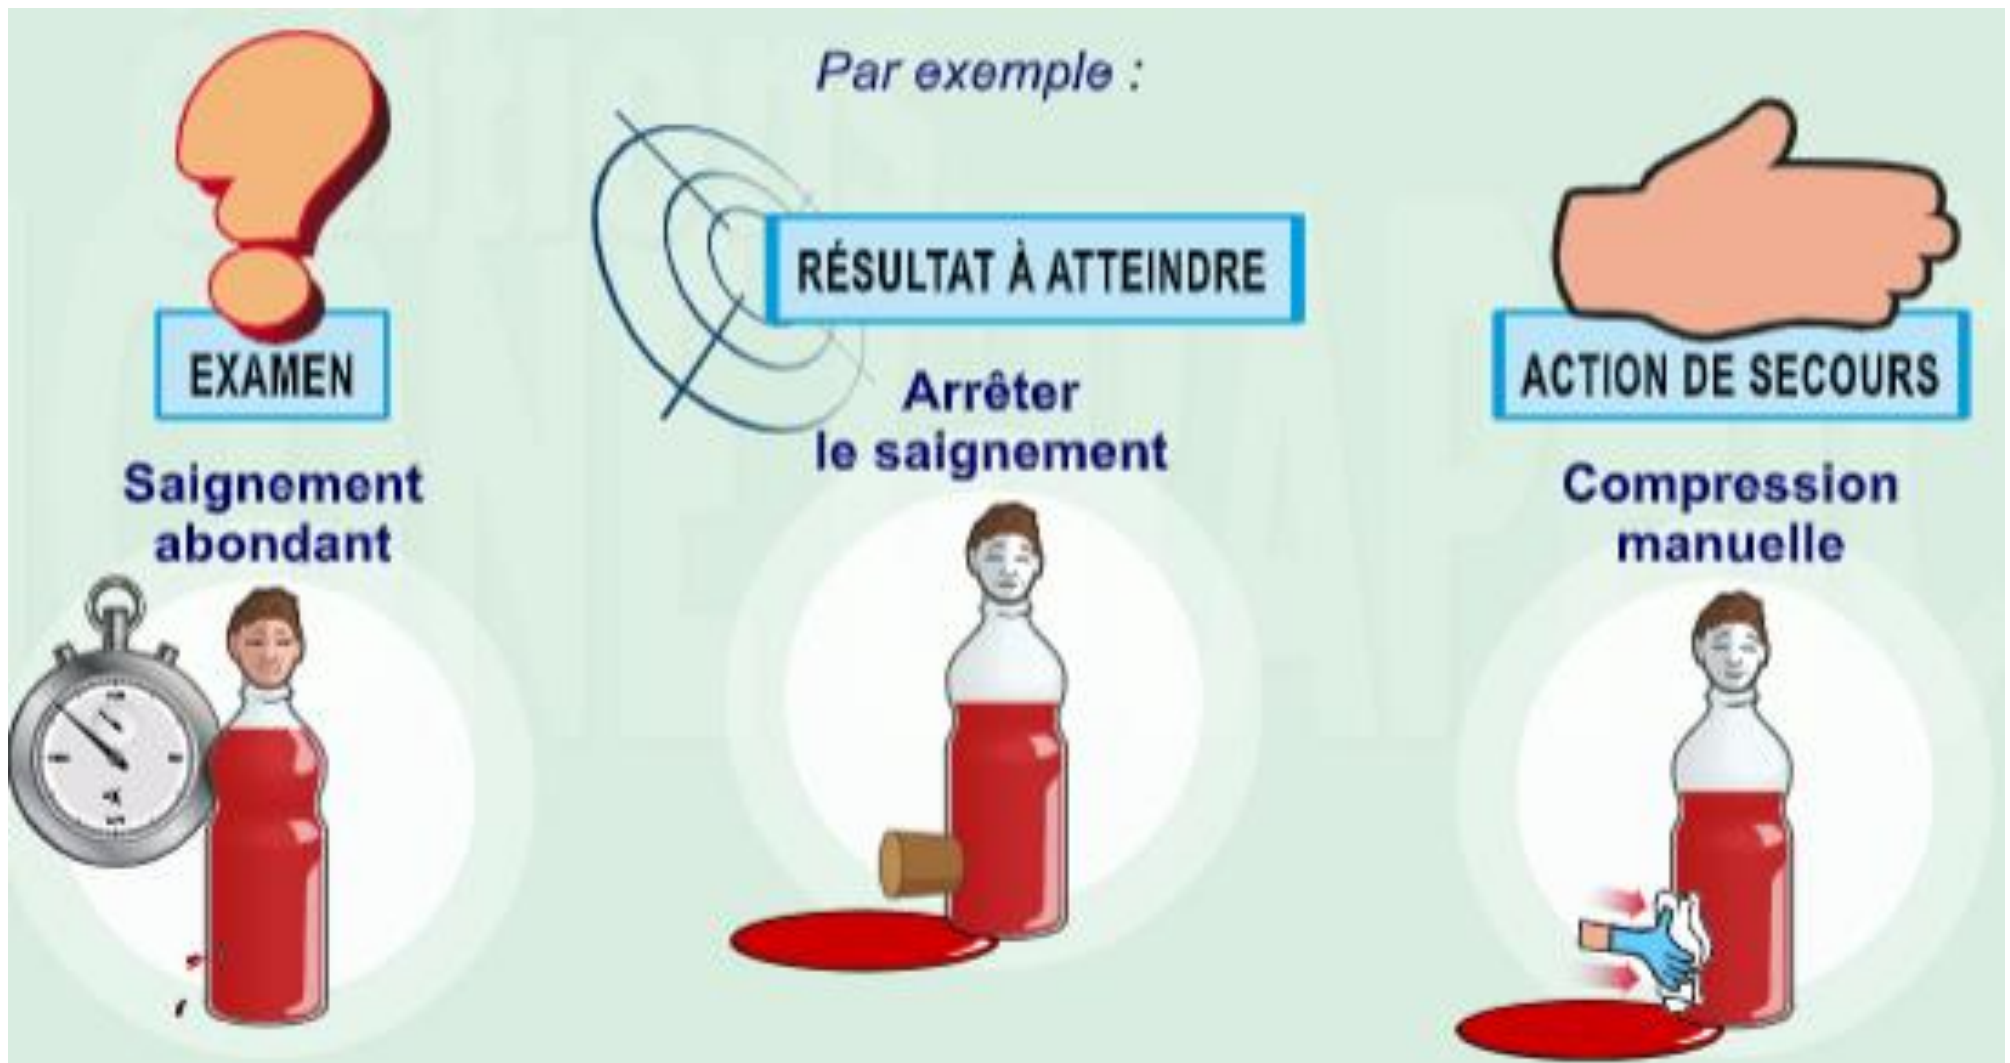 Par exemple :
EXAMEN
Saignement
abondant
RÉSULTAT À ATTEINDRE
Arrêter
le saignement
ACTION DE SECOURS
Compression
manuelle